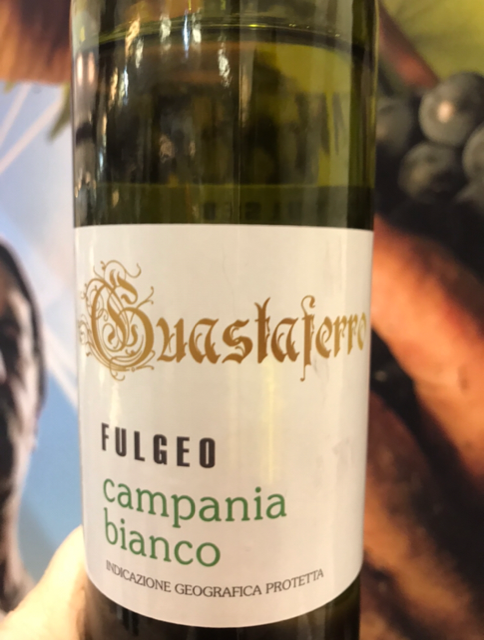 Guastaferro
FULGEO
campania
bianco
INDICAZIONE GEOGRAFICA PROTETTA